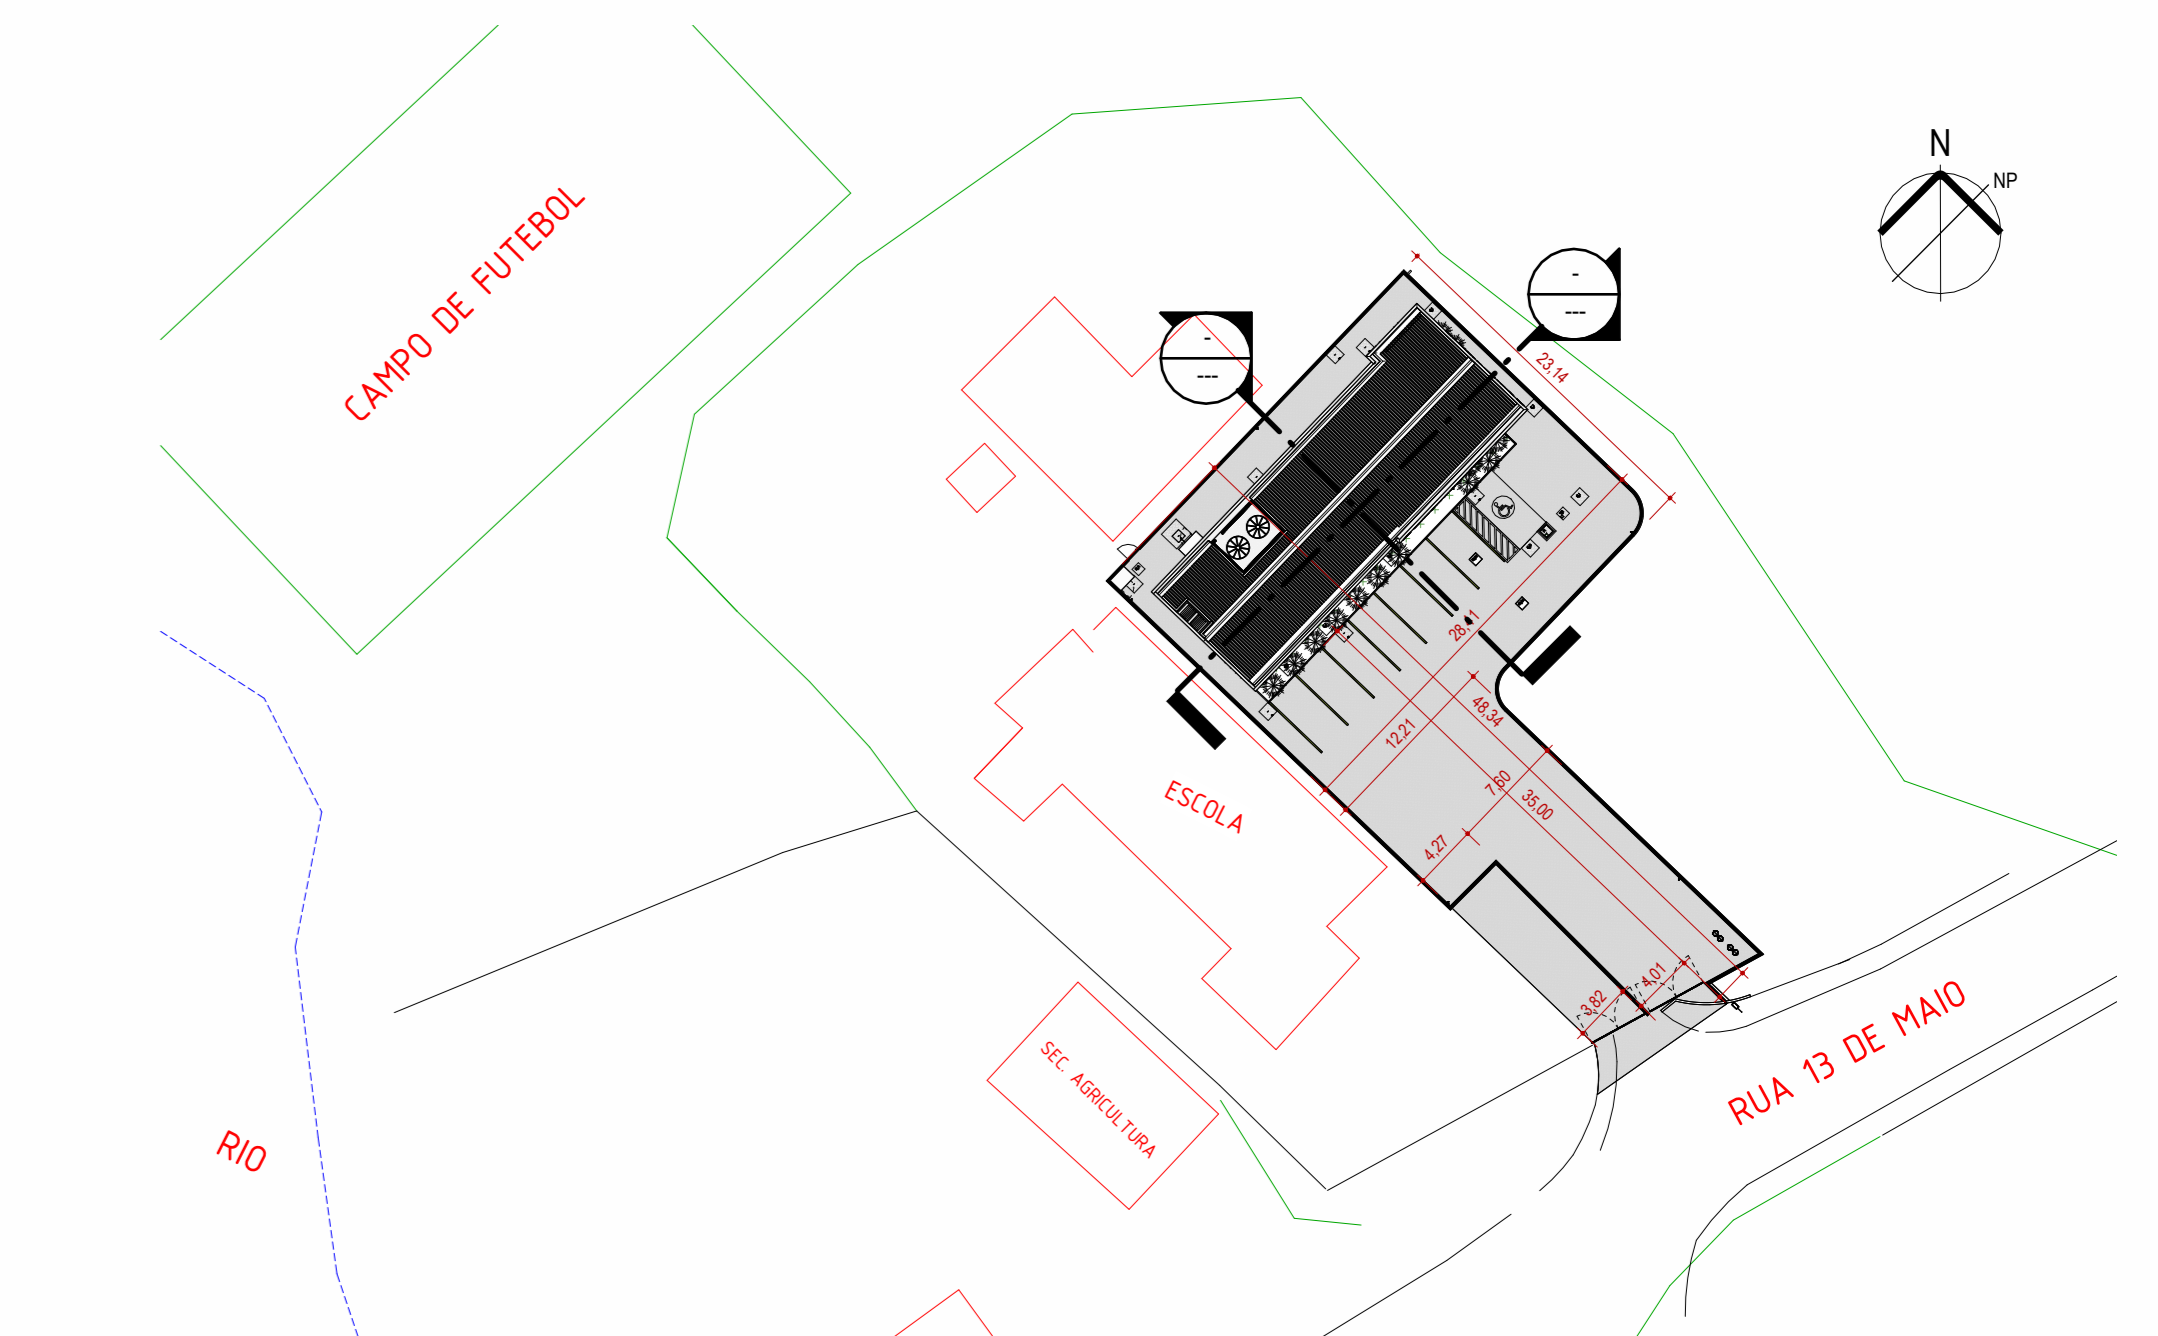 N
NP
CAMPO DE FUTEBOL
-
---
-
---
23,14
28,41
48,34
12,21
7,60
35,00
4,27
ESCOLA
4,01
3,82
SEC. AGRICULTURA
RUA 13 DE MAIO
RIO